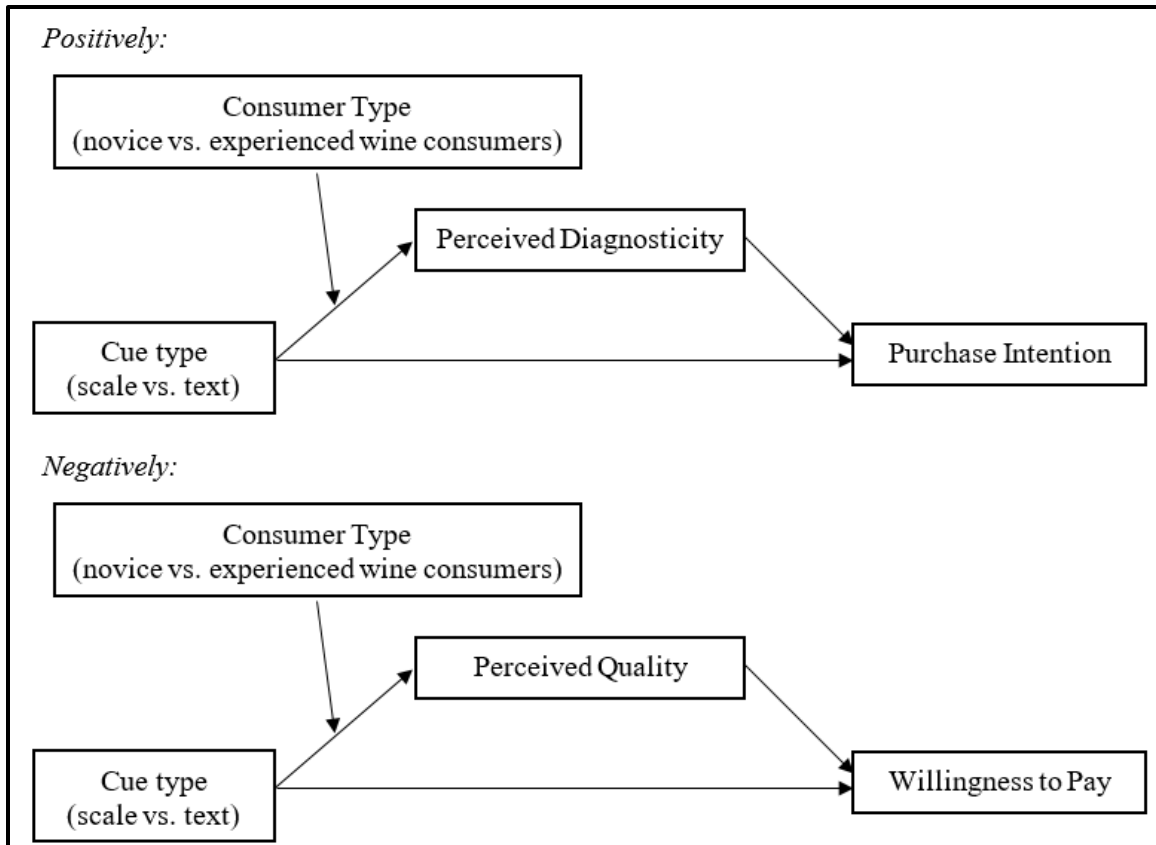 Positively:
Consumer Type
(novice vs. experienced wine consumers)
Perceived Diagnosticity
Cue type
(scale vs. text)
Purchase Intention
Negatively:
Consumer Type
(novice vs. experienced wine consumers)
Perceived Quality
Cue type
(scale vs. text)
Willingness to Pay